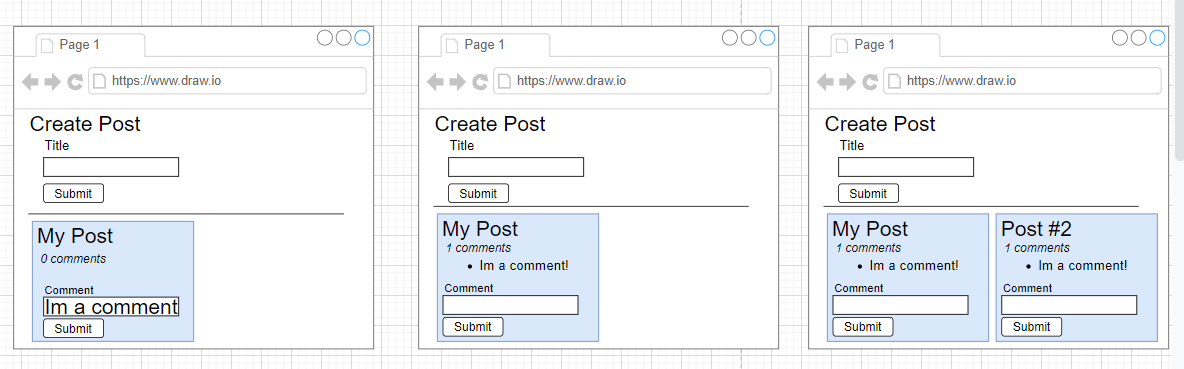 Page 1
https://www.draw.io
Create Post
Title
Submit
My Post
0 comments
Comment
Im a comment
Submit
Page 1
https://www.draw.io
Create Post
Title
Submit
My Post
1 comments
• Im a comment!
Comment
Submit
Page 1
https://www.draw.io
Create Post
Title
Submit
My Post
1 comments
• Im a comment!
Comment
Submit
Post #2
1 comments
• Im a comment!
Comment
Submit